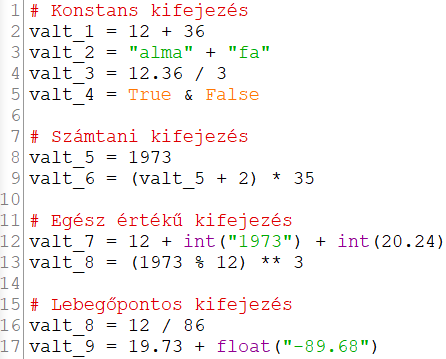 1 # Konstans kifejezés
2 valt_1 = 12 + 36
3 valt_2 = "alma" + "fa"
4 valt_3 = 12.36 / 3
5 valt_4 = True & False
6
7 # Számtani kifejezés
8 valt_5 = 1973
9 valt_6 = (valt_5 + 2) * 35
10
11 # Egész értékű kifejezés
12 valt_7 = 12 + int("1973") + int(20.24)
13 valt_8 = (1973 % 12) ** 3
14
15 # Lebegőpontos kifejezés
16 valt_8 = 12 / 86
17 valt_9 = 19.73 + float("-89.68")